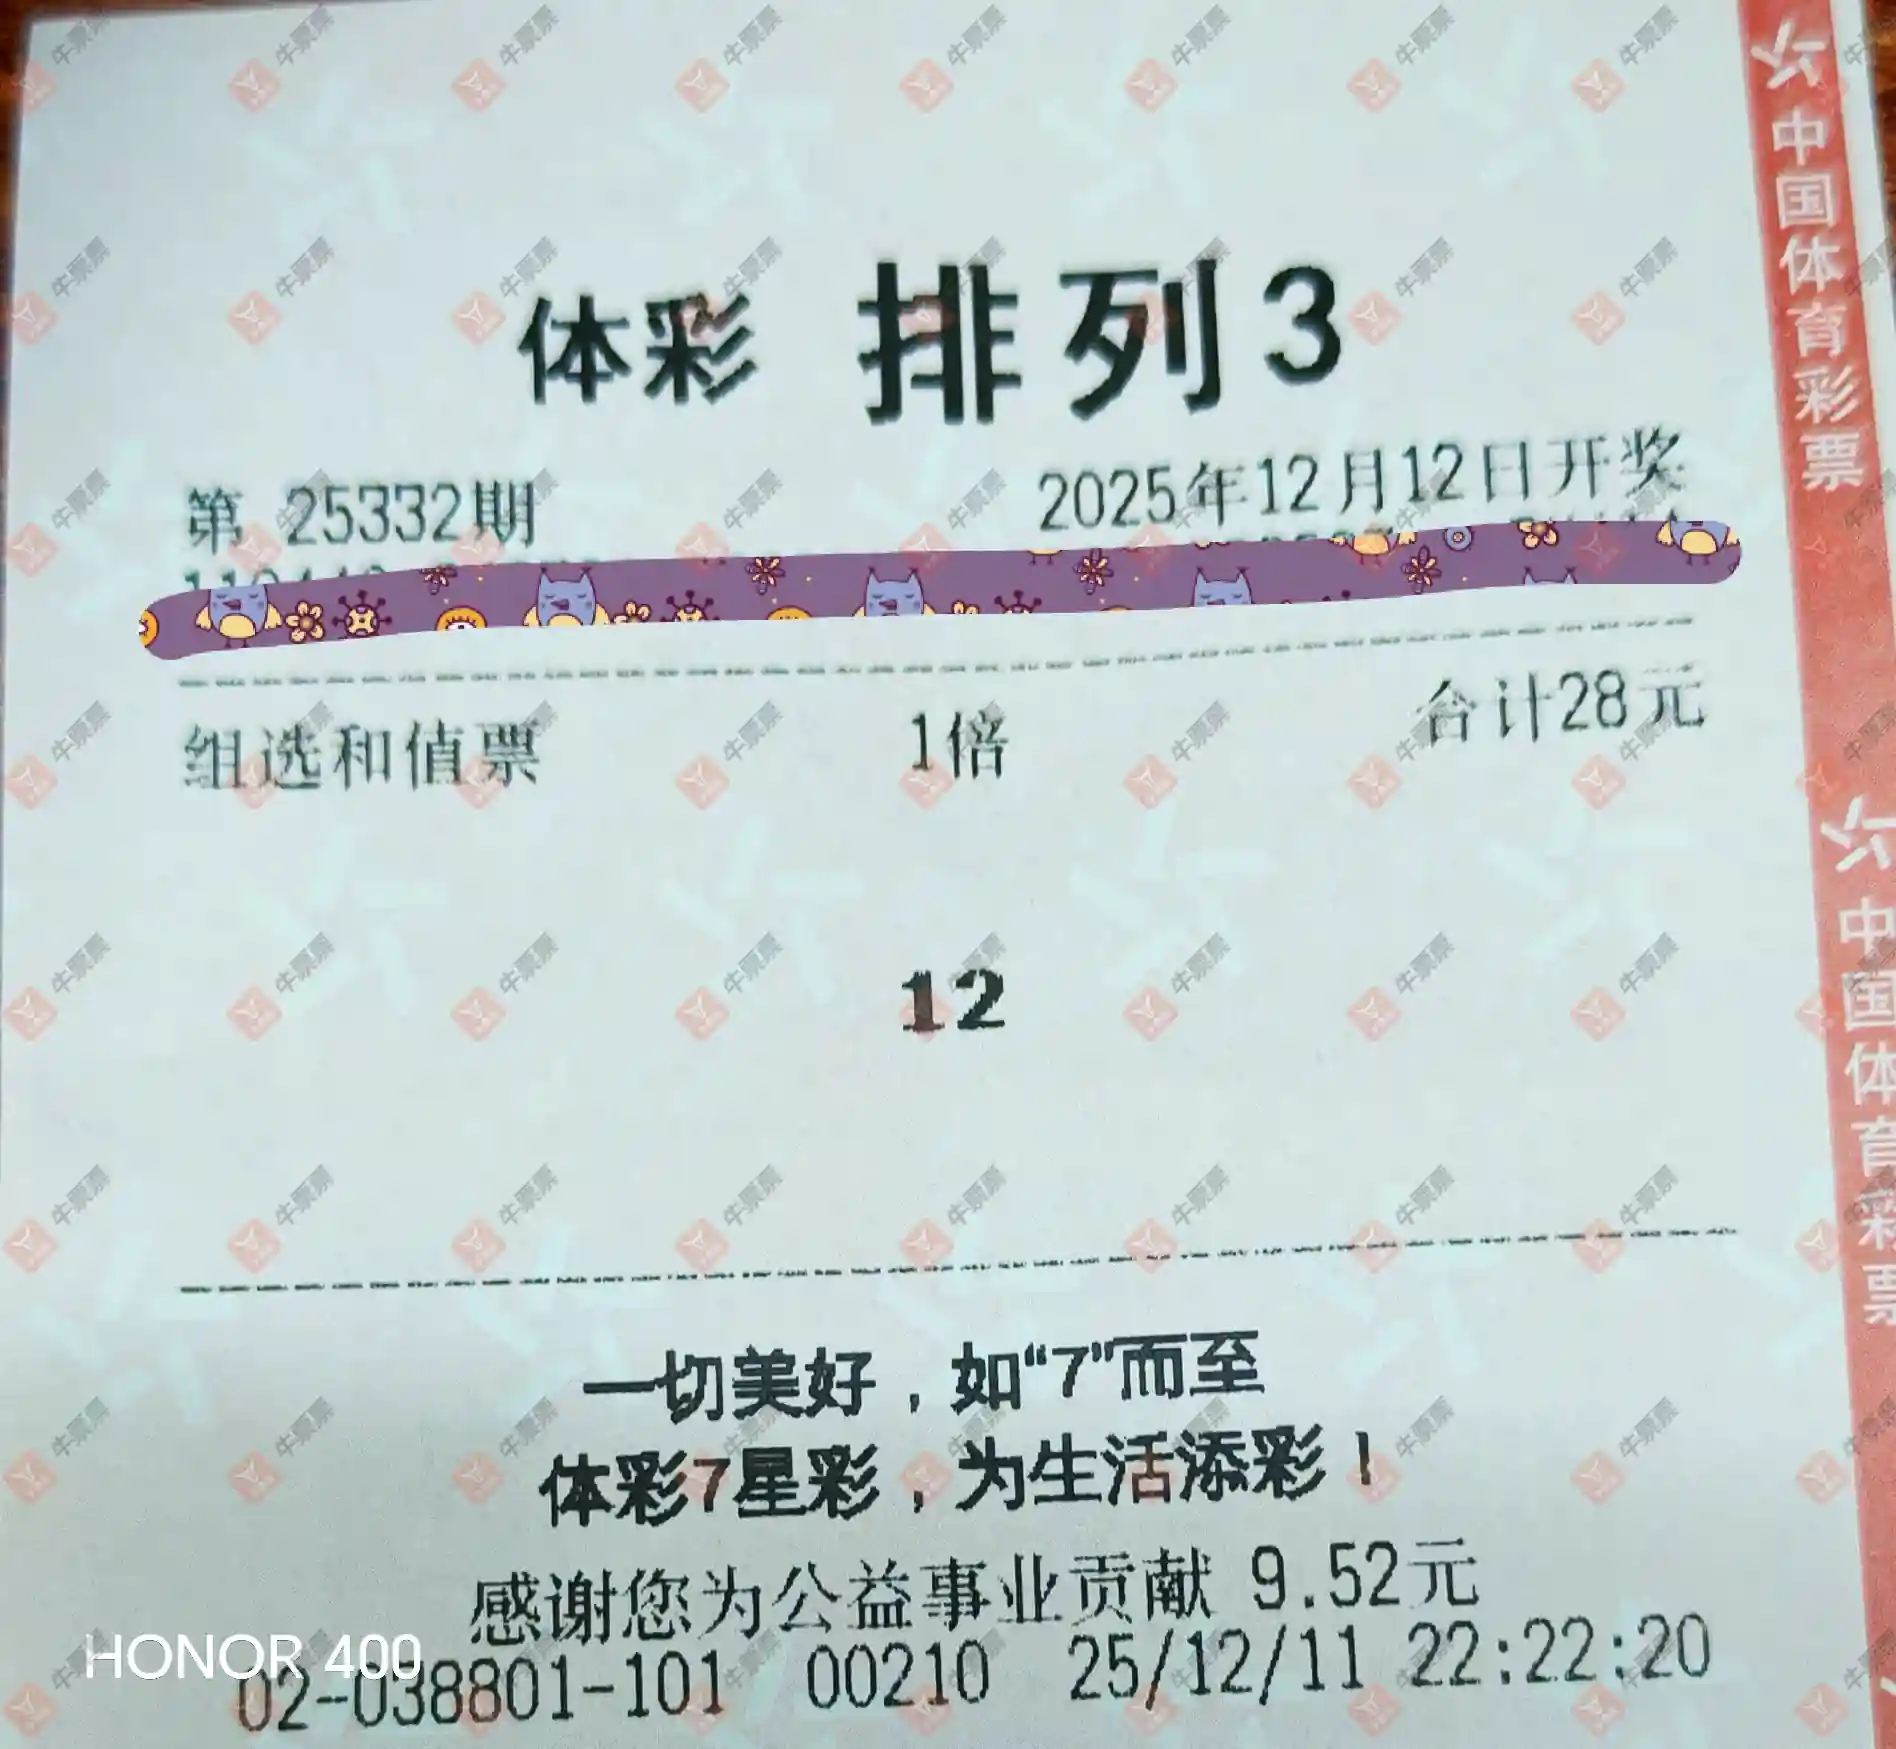 体彩 排列3
第 25332期 2025年12月12日开奖
组选和值票 1倍 合计28元
12
一切美好，如“7”而至
体彩7星彩，为生活添彩！
感谢您为公益事业贡献 9.52元
02-038801-101 00210 25/12/11 22:22:20
HONOR 400
中国体育彩票
中国体育彩票
牛票票